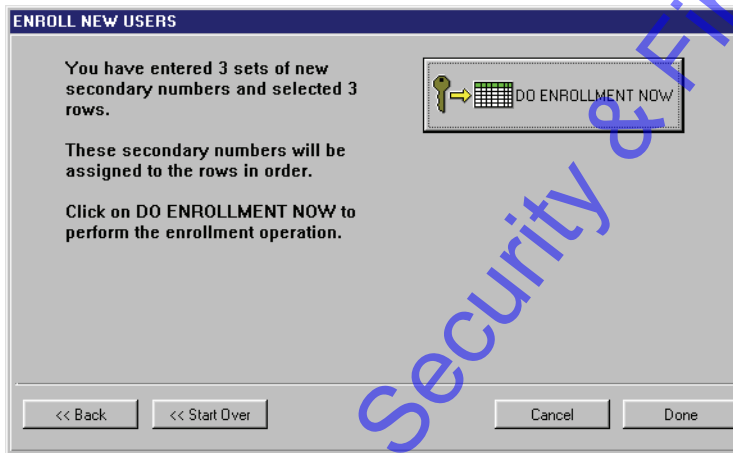 ENROLL NEW USERS
You have entered 3 sets of new
secondary numbers and selected 3
rows.
These secondary numbers will be
assigned to the rows in order.
Click on DO ENROLLMENT NOW to
perform the enrollment operation.
DO ENROLLMENT NOW
<< Back
<< Start Over
Cancel
Done
Security &